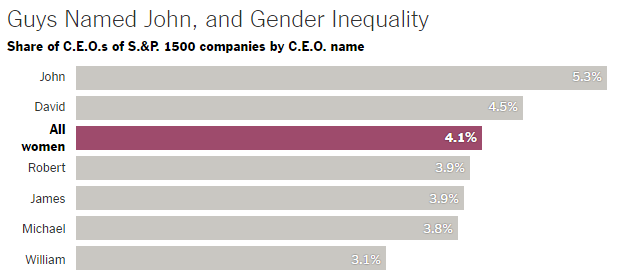 Guys Named John, and Gender Inequality
Share of C.E.O.s of S.&P. 1500 companies by C.E.O. name
John 5.3%
David 4.5%
All
women 4.1%
Robert 3.9%
James 3.9%
Michael 3.8%
William 3.1%